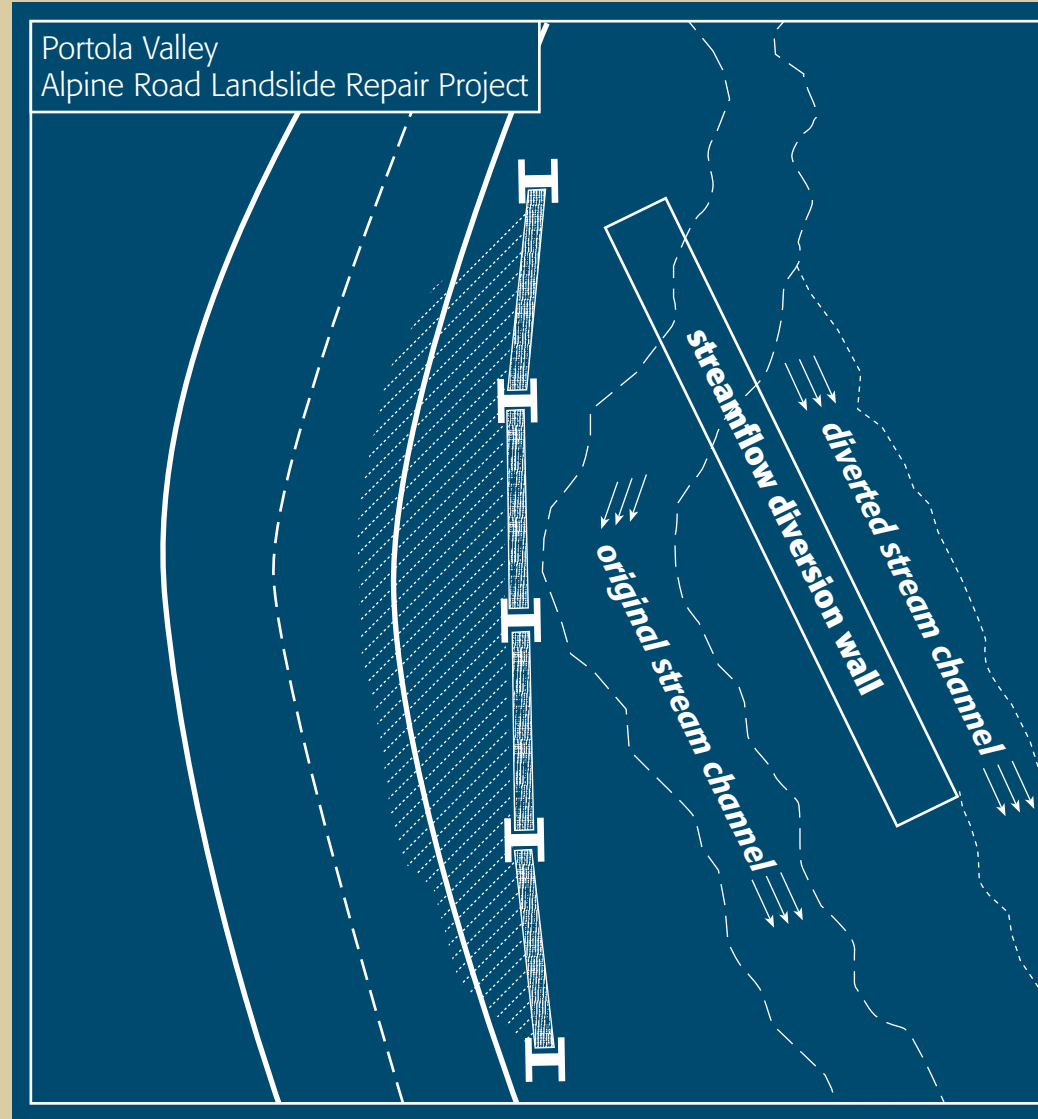 Portola Valley
Alpine Road Landslide Repair Project
streamflow diversion wall
diverted stream channel
original stream channel